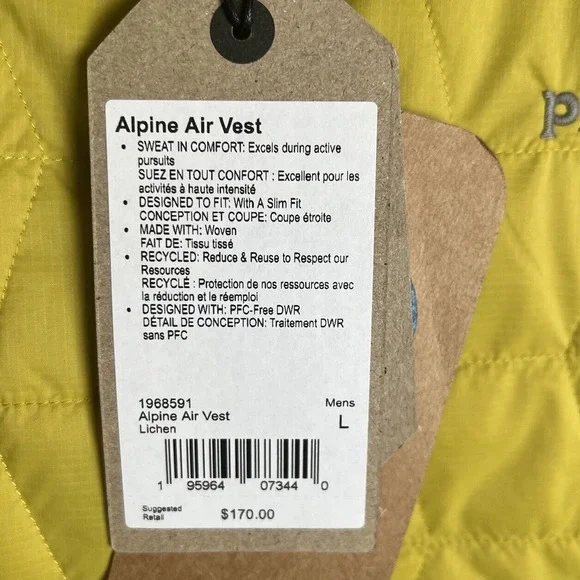 Alpine Air Vest
• SWEAT IN COMFORT: Excels during active
pursuits
SUEZ EN TOUT CONFORT : Excellent pour les
activités à haute intensité
• DESIGNED TO FIT: With A Slim Fit
CONCEPTION ET COUPE: Coupe étroite
• MADE WITH: Woven
FAIT DE: Tissu tissé
• RECYCLED: Reduce & Reuse to Respect our
Resources
RECYCLÉ : Protection de nos ressources avec
la réduction et le réemploi
• DESIGNED WITH: PFC-Free DWR
DÉTAIL DE CONCEPTION: Traitement DWR
sans PFC
1968591 Mens
Alpine Air Vest L
Lichen
1 95964 07344 0
Suggested
Retail $170.00